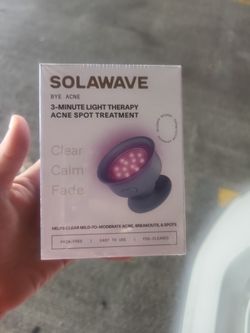 SOLAWAVE
BYE ACNE
3-MINUTE LIGHT THERAPY
ACNE SPOT TREATMENT
Clear
Calm
Fade
HELPS CLEAR MILD-TO-MODERATE ACNE, BREAKOUTS, & SPOTS
PAIN-FREE | EASY TO USE | FDA-CLEARED